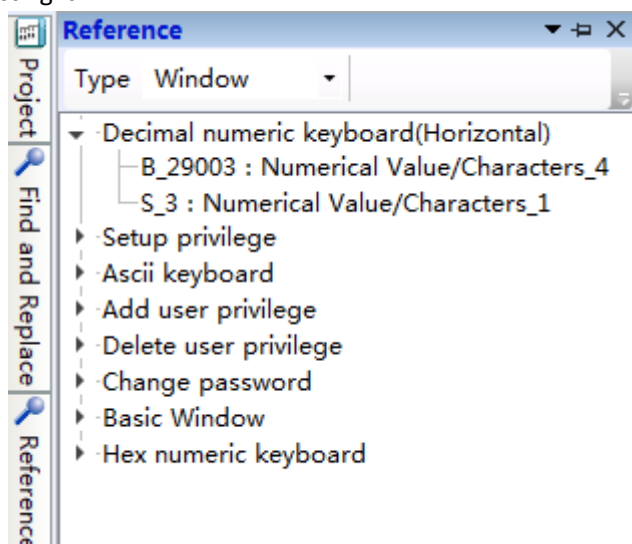 Reference
Type Window
Decimal numeric keyboard(Horizontal)
B_29003 : Numerical Value/Characters_4
S_3 : Numerical Value/Characters_1
Setup privilege
Ascii keyboard
Add user privilege
Delete user privilege
Change password
Basic Window
Hex numeric keyboard
Project
Find and Replace
Reference